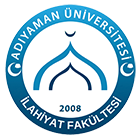 ADIYAMAN ÜNİVERSİTESİ
2008
İLAHİYAT FAKÜLTESİ